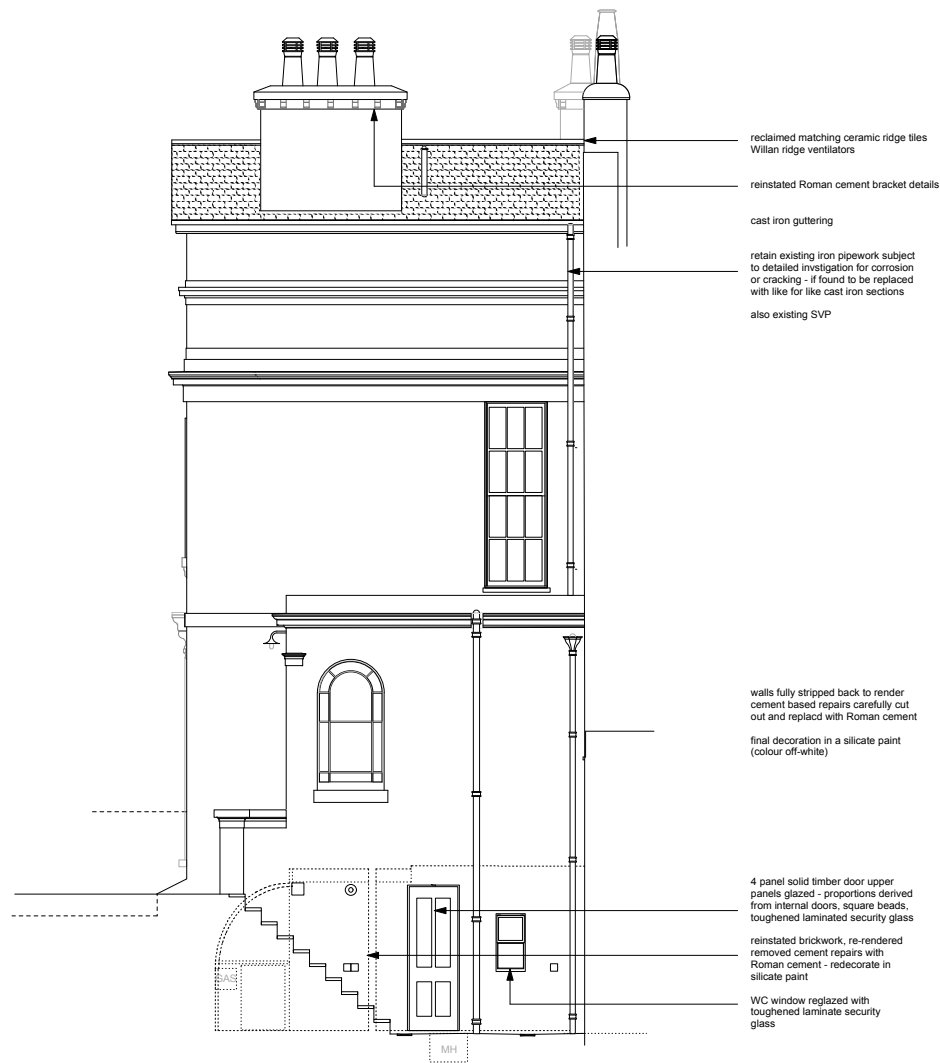 reclaimed matching ceramic ridge tiles
Willan ridge ventilators
reinstated Roman cement bracket details
cast iron guttering
retain existing iron pipework subject
to detailed invstigation for corrosion
or cracking - if found to be replaced
with like for like cast iron sections
also existing SVP
walls fully stripped back to render
cement based repairs carefully cut
out and replacd with Roman cement
final decoration in a silicate paint
(colour off-white)
4 panel solid timber door upper
panels glazed - proportions derived
from internal doors, square beads,
toughened laminated security glass
reinstated brickwork, re-rendered
removed cement repairs with
Roman cement - redecorate in
silicate paint
WC window reglazed with
toughened laminate security
glass
GAS
MH